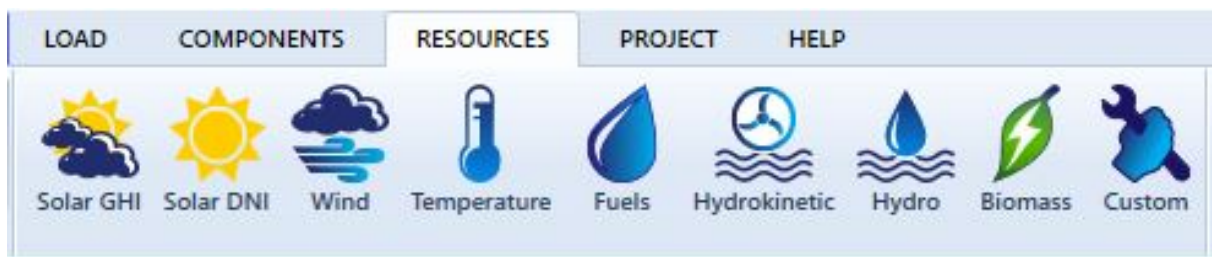 LOAD COMPONENTS RESOURCES PROJECT HELP
Solar GHI Solar DNI Wind Temperature Fuels Hydrokinetic Hydro Biomass Custom